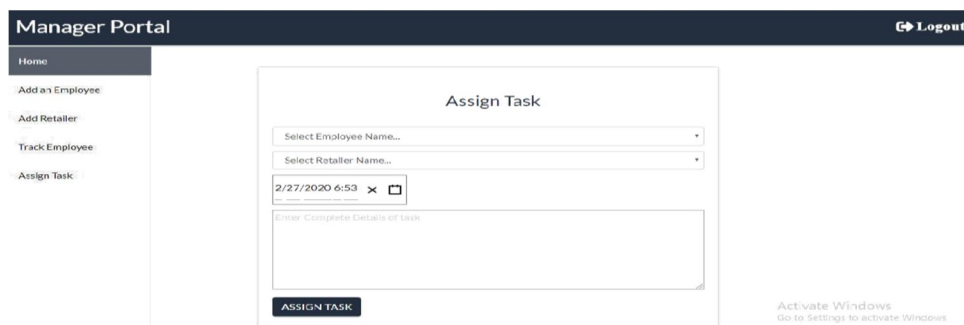 Manager Portal
Logout
Home
Add an Employee
Add Retailer
Track Employee
Assign Task
Assign Task
Select Employee Name...
Select Retailer Name...
2/27/2020 6:53
Enter Complete Details of task
ASSIGN TASK
Activate Windows
Go to Settings to activate Windows